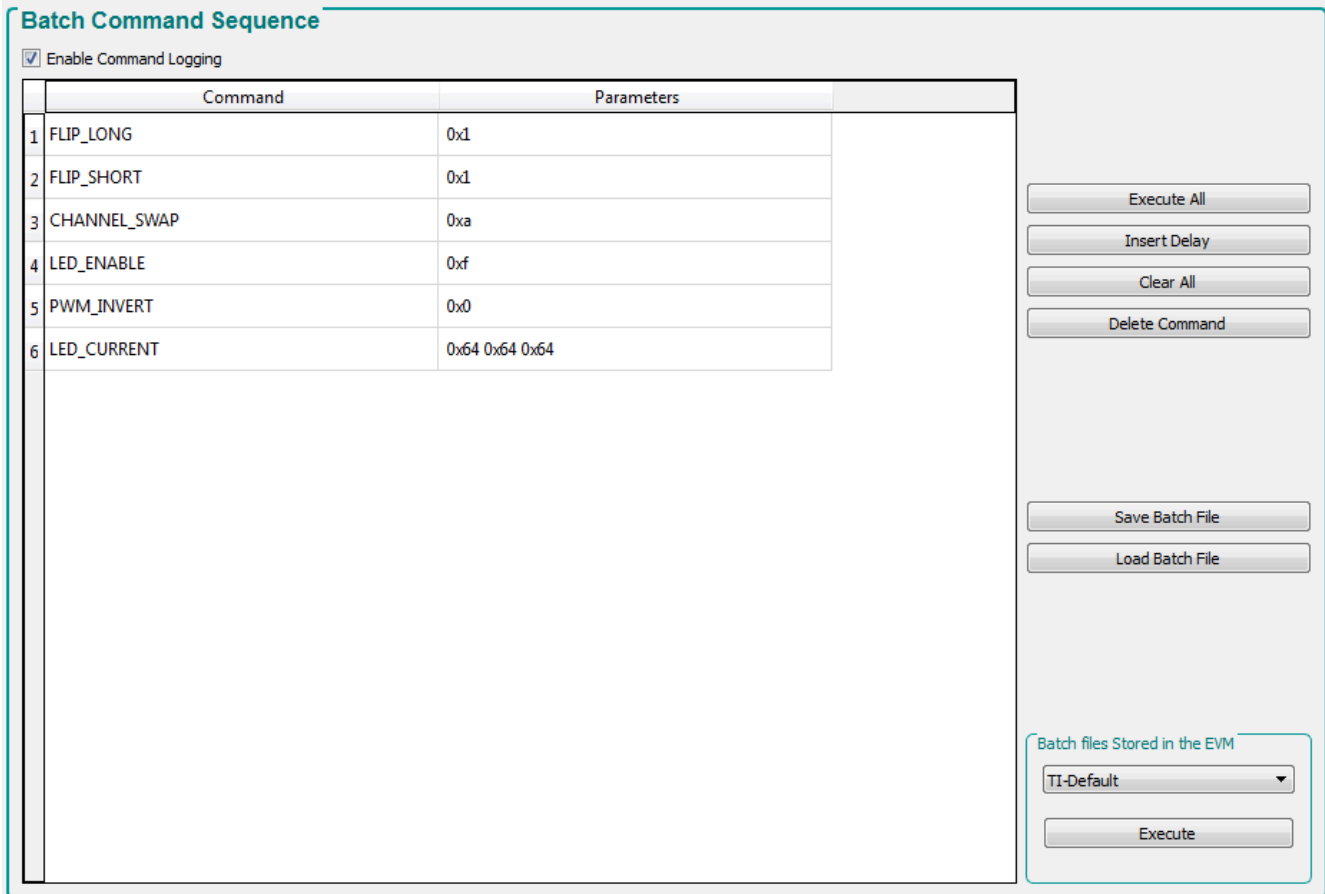 Batch Command Sequence
Enable Command Logging
Command Parameters
1 FLIP_LONG 0x1
2 FLIP_SHORT 0x1
3 CHANNEL_SWAP 0xa
4 LED_ENABLE 0xf
5 PWM_INVERT 0x0
6 LED_CURRENT 0x64 0x64 0x64
Execute All
Insert Delay
Clear All
Delete Command
Save Batch File
Load Batch File
Batch files Stored in the EVM
TI-Default
Execute